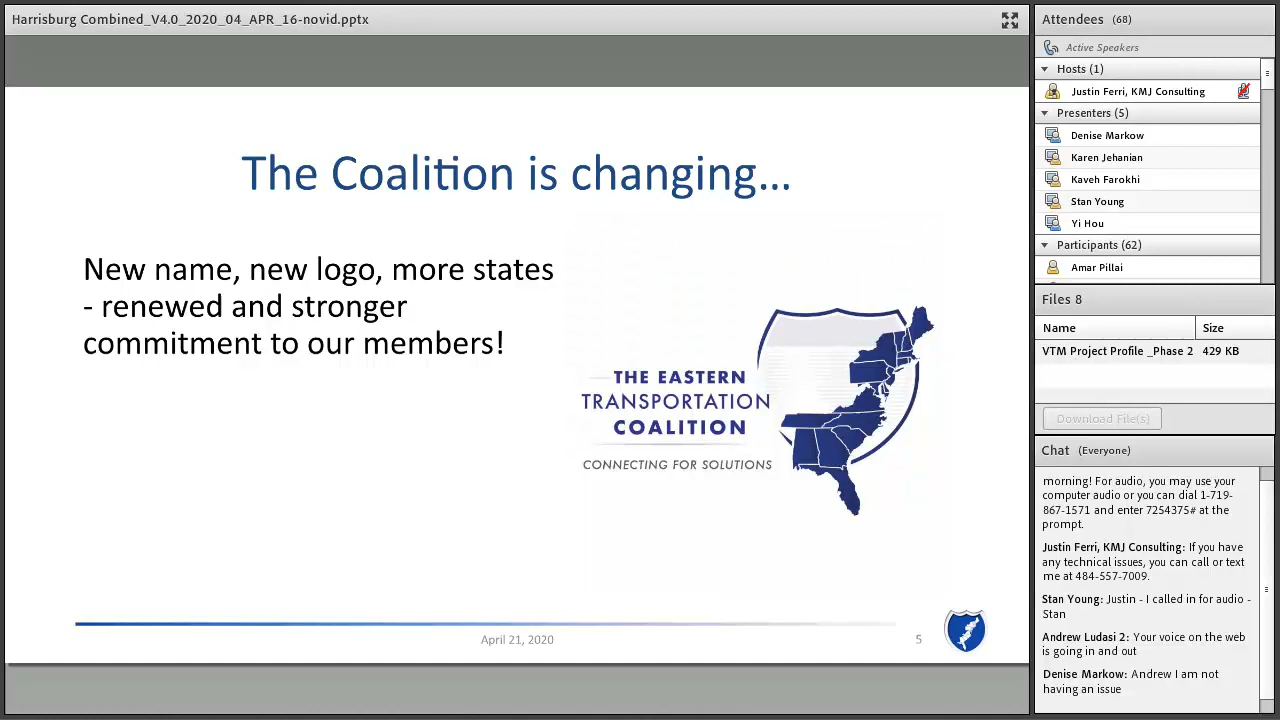 Harrisburg Combined_V4.0_2020_04_APR_16-novid.pptx
The Coalition is changing...
New name, new logo, more states
- renewed and stronger
commitment to our members!
THE EASTERN
TRANSPORTATION
COALITION
CONNECTING FOR SOLUTIONS
April 21, 2020
5
Attendees (68)
Active Speakers
Hosts (1)
Justin Ferri, KMJ Consulting
Presenters (5)
Denise Markow
Karen Jehanian
Kaveh Farokhi
Stan Young
Yi Hou
Participants (62)
Amar Pillai
Files 8
Name Size
VTM Project Profile _Phase 2 429 KB
Download File(s)
Chat (Everyone)
morning! For audio, you may use your
computer audio or you can dial 1-719-
867-1571 and enter 7254375# at the
prompt.
Justin Ferri, KMJ Consulting: If you have
any technical issues, you can call or text
me at 484-557-7009.
Stan Young: Justin - I called in for audio -
Stan
Andrew Ludasi 2: Your voice on the veb
is going in and out
Denise Markow: Andrew I am not
having an issue